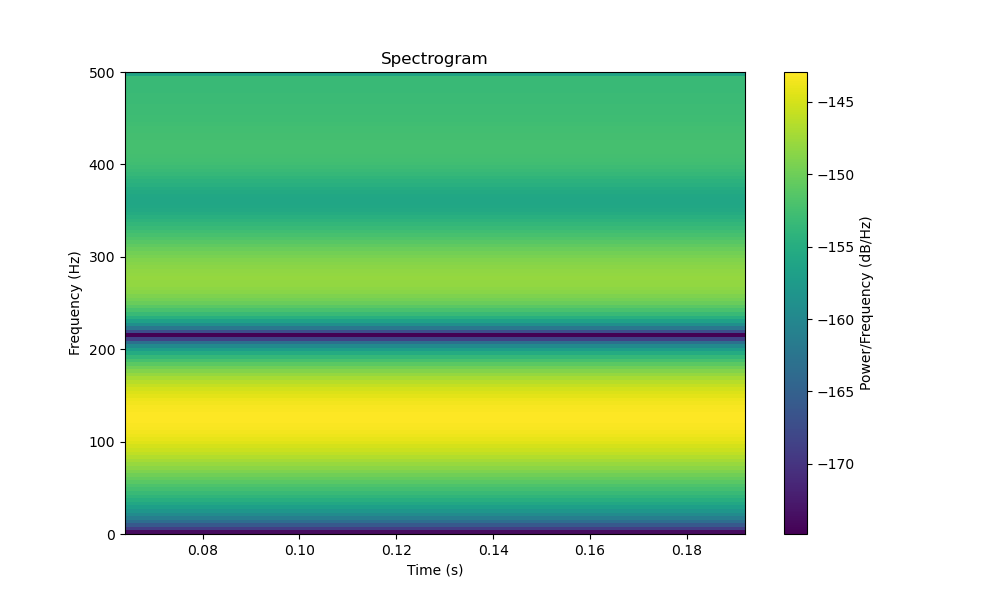 Spectrogram
500
400
300
200
100
0
Frequency (Hz)
0.08 0.10 0.12 0.14 0.16 0.18
Time (s)
−145
−150
−155
−160
−165
−170
Power/Frequency (dB/Hz)